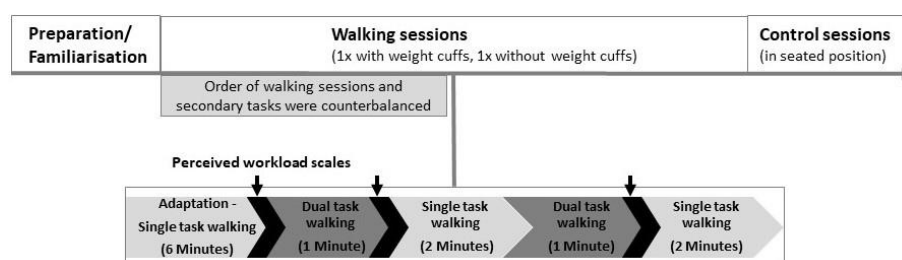 Preparation/
Familiarisation
Walking sessions
(1x with weight cuffs, 1x without weight cuffs)
Control sessions
(in seated position)
Order of walking sessions and
secondary tasks were counterbalanced
Perceived workload scales
Adaptation -
Single task walking
(6 Minutes)
Dual task
walking
(1 Minute)
Single task
walking
(2 Minutes)
Dual task
walking
(1 Minute)
Single task
walking
(2 Minutes)